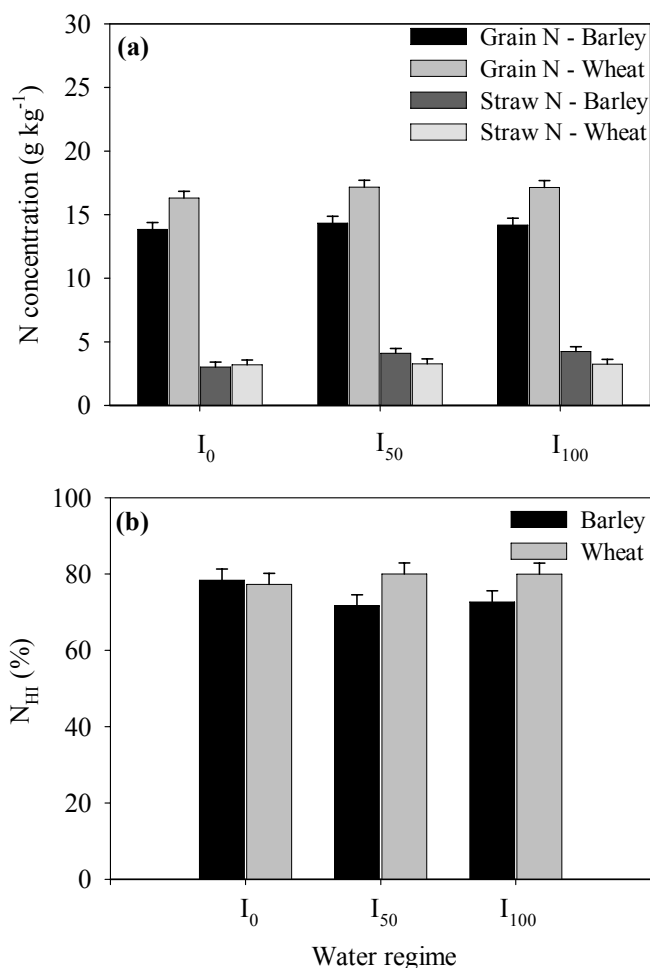 (a)
Grain N - Barley
Grain N - Wheat
Straw N - Barley
Straw N - Wheat
N concentration (g kg⁻¹)
30
25
20
15
10
5
0
I₀ I₅₀ I₁₀₀
(b)
Barley
Wheat
N_HI (%)
100
80
60
40
20
0
I₀ I₅₀ I₁₀₀
Water regime